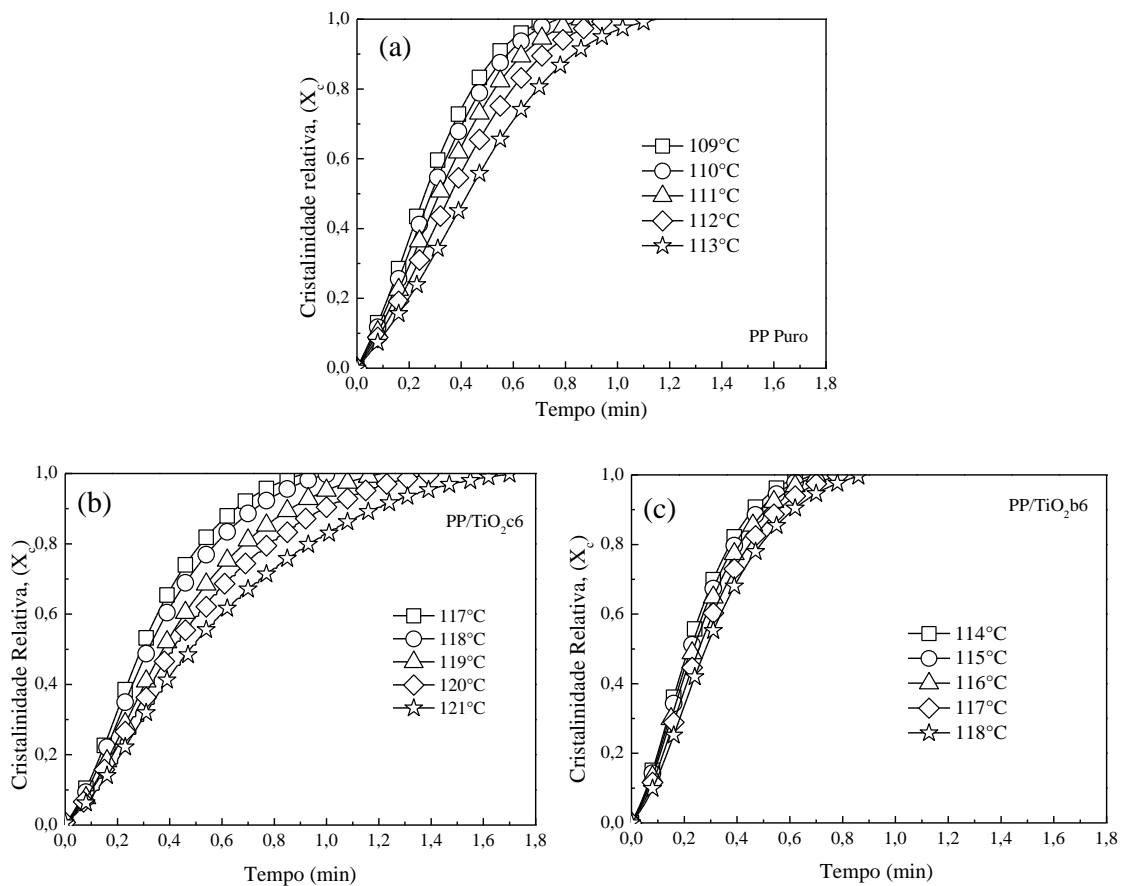 (a)
1,0
0,8
0,6
0,4
0,2
0,0
Cristalinidade relativa, (X_c)
109°C
110°C
111°C
112°C
113°C
PP Puro
0,0 0,2 0,4 0,6 0,8 1,0 1,2 1,4 1,6 1,8
Tempo (min)
(b)
1,0
0,8
0,6
0,4
0,2
0,0
Cristalinidade Relativa, (X_c)
PP/TiO₂c6
117°C
118°C
119°C
120°C
121°C
0,0 0,2 0,4 0,6 0,8 1,0 1,2 1,4 1,6 1,8
Tempo (min)
(c)
1,0
0,8
0,6
0,4
0,2
0,0
Cristalinidade Relativa, (X_c)
PP/TiO₂b6
114°C
115°C
116°C
117°C
118°C
0,0 0,2 0,4 0,6 0,8 1,0 1,2 1,4 1,6 1,8
Tempo (min)